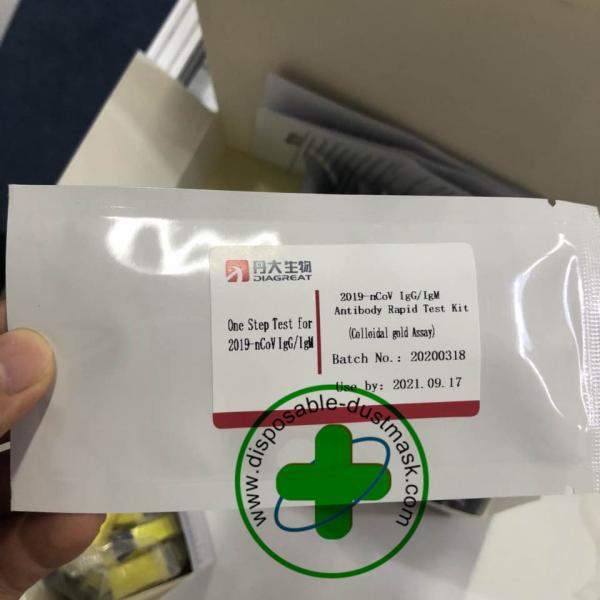 丹大生物
DIAGREAT
One Step Test for
2019-nCoV IgG/IgM
2019-nCoV IgG/IgM
Antibody Rapid Test Kit
(Colloidal gold Assay)
Batch No.: 20200318
Use by: 2021.09.17
www.disposable-dustmask.com